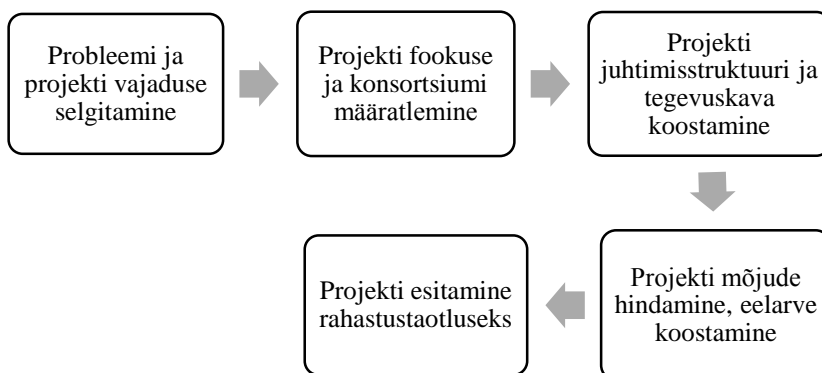 Probleemi ja
projekti vajaduse
selgitamine
Projekti fookuse
ja konsortsiumi
määratlemine
Projekti
juhtimisstruktuuri ja
tegevuskava
koostamine
Projekti mõjude
hindamine, eelarve
koostamine
Projekti esitamine
rahastustaotluseks